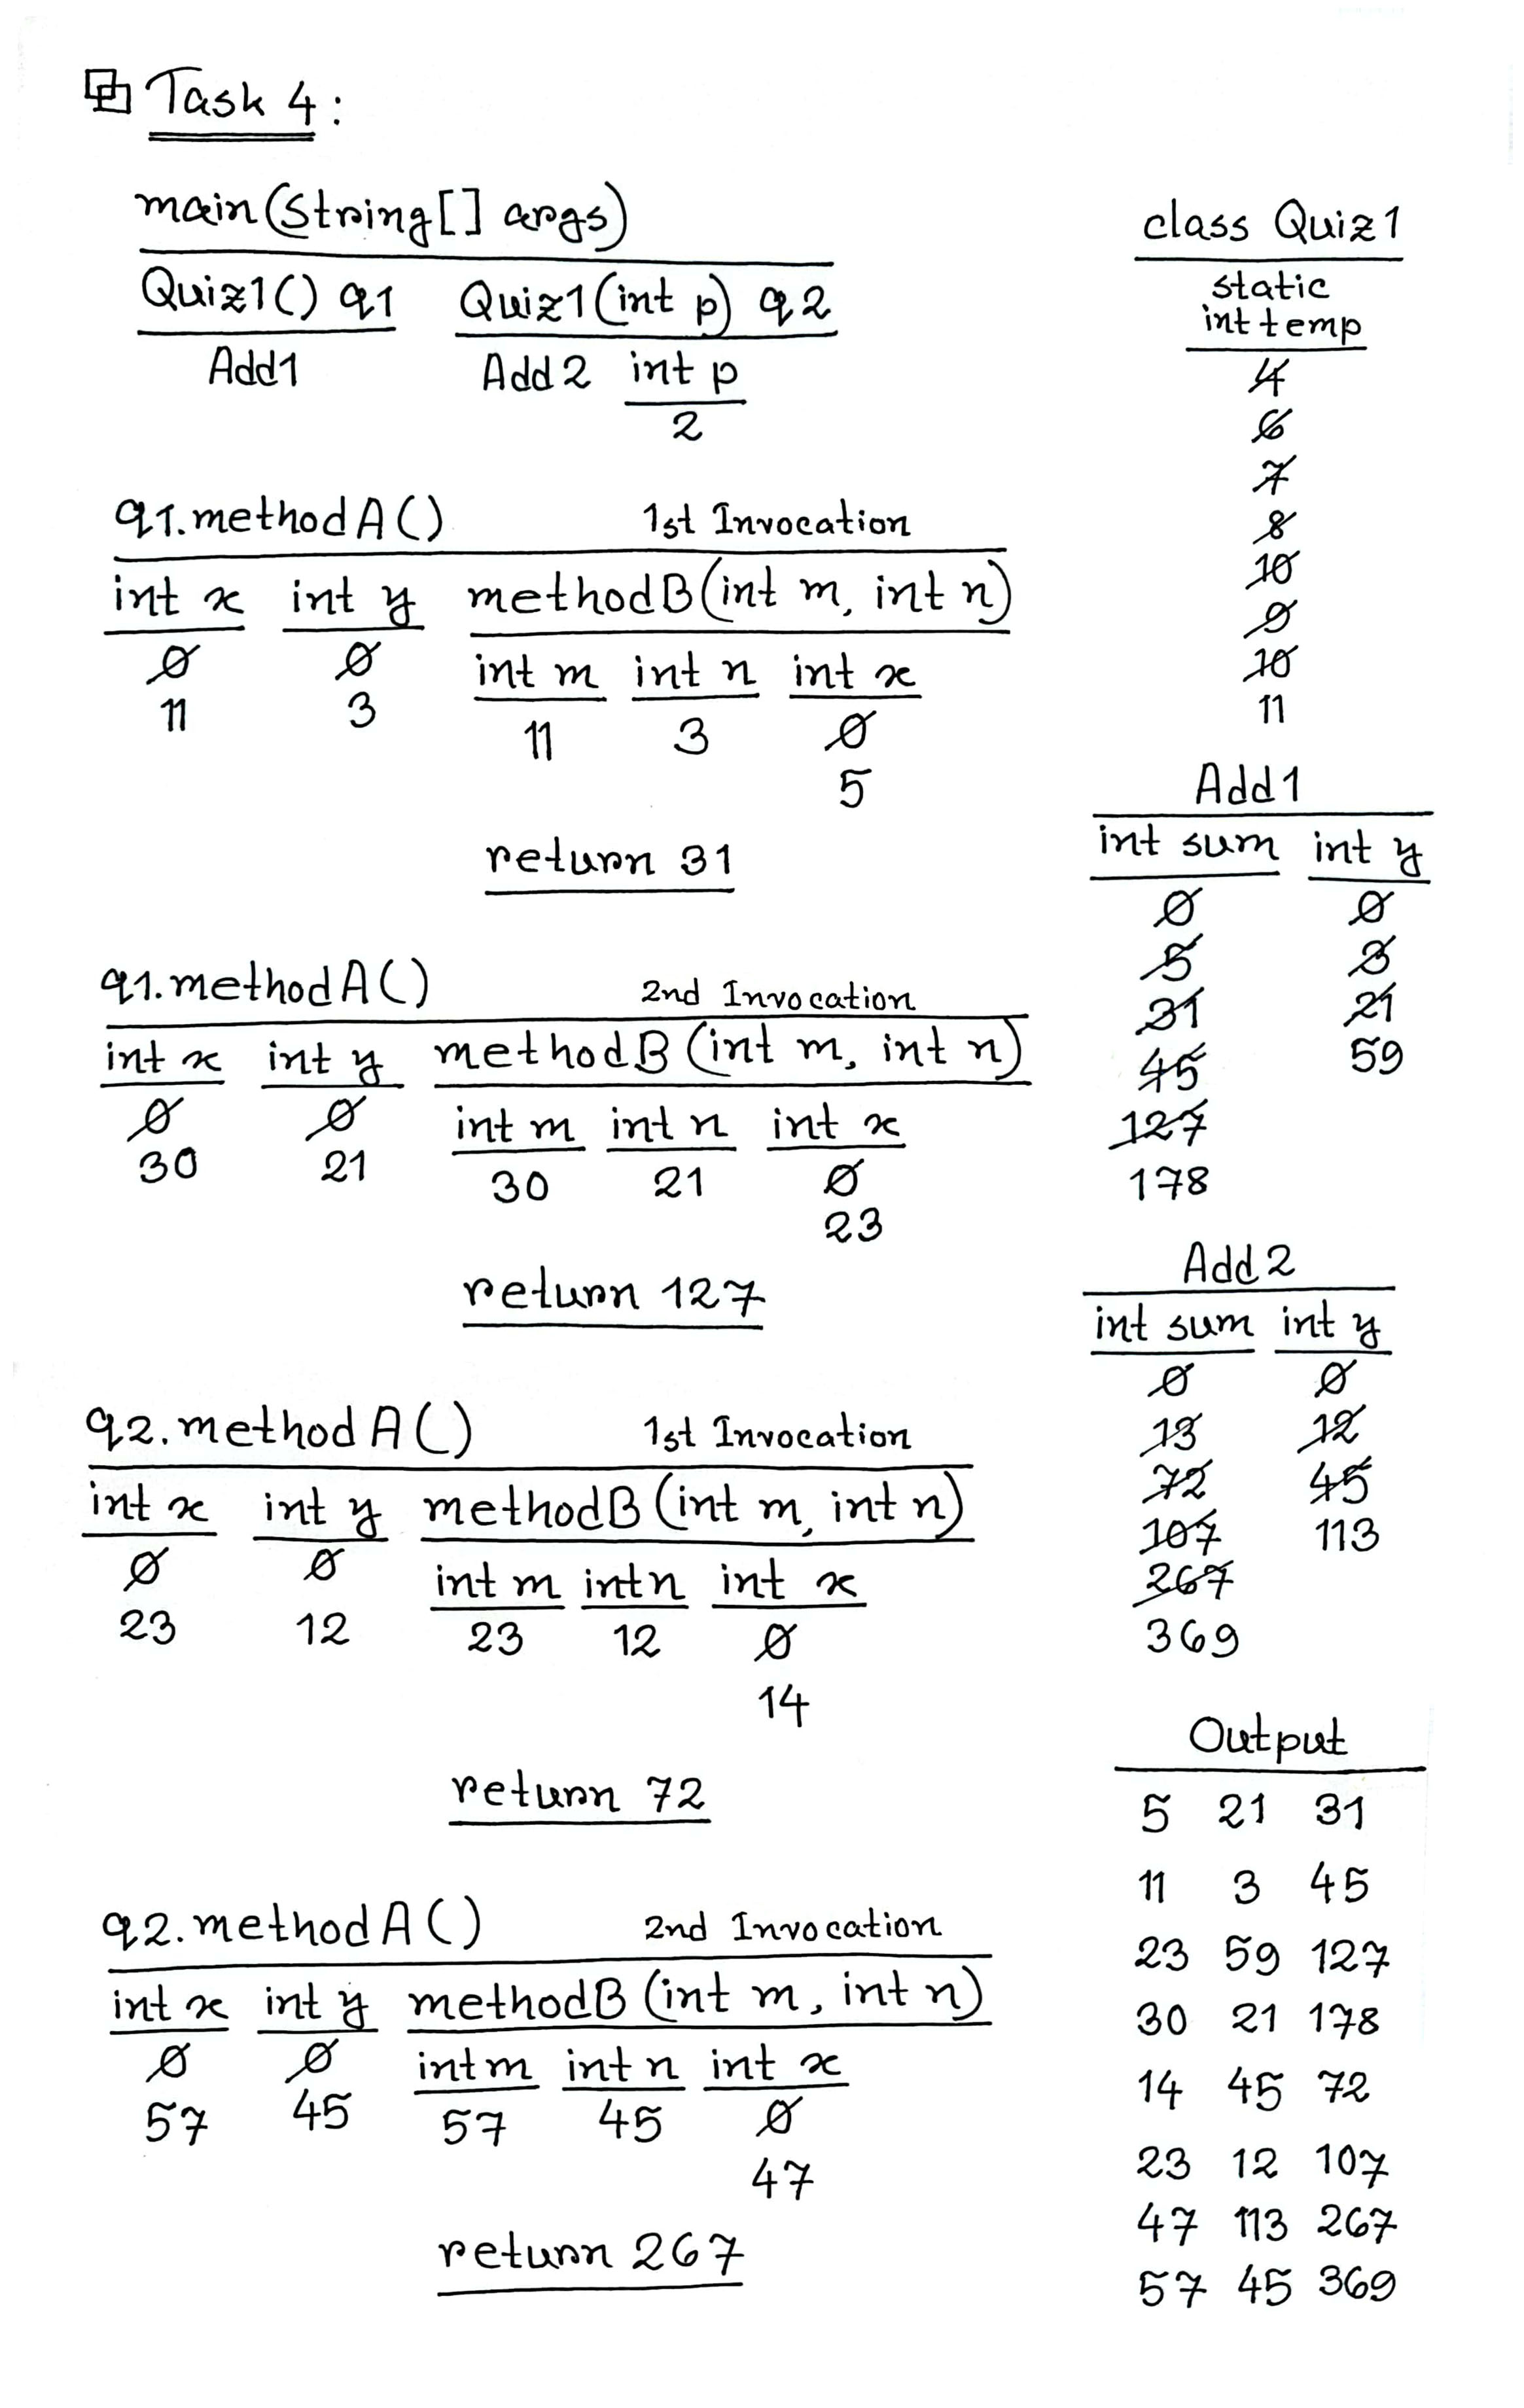 Task 4:
main(String[] args)
Quiz1() q1 Quiz1(int p) q2
Add1 Add2 int p
2
q1.methodA() 1st Invocation
int x int y methodB(int m, int n)
0 0 int m int n int x
11 3 11 3 0
5
return 31
q1.methodA() 2nd Invocation
int x int y methodB(int m, int n)
0 0 int m int n int x
30 21 30 21 0
23
return 127
q2.methodA() 1st Invocation
int x int y methodB(int m, int n)
0 0 int m int n int x
23 12 23 12 0
14
return 72
q2.methodA() 2nd Invocation
int x int y methodB(int m, int n)
0 0 int m int n int x
57 45 57 45 0
47
return 267
class Quiz1
static
int temp
4
6
7
8
10
9
10
11
Add1
int sum int y
0 0
5 3
31 21
45 59
127
178
Add2
int sum int y
0 0
13 12
72 45
107 113
267
369
Output
5 21 31
11 3 45
23 59 127
30 21 178
14 45 72
23 12 107
47 113 267
57 45 369